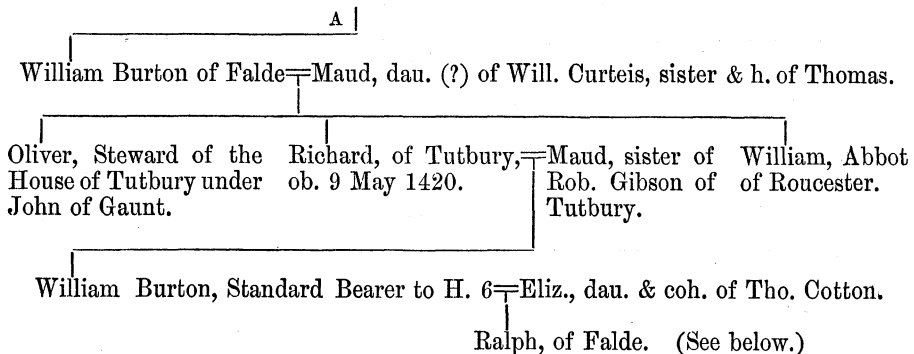 A
William Burton of Falde=Maud, dau. (?) of Will. Curteis, sister & h. of Thomas.
Oliver, Steward of the House of Tutbury under John of Gaunt.
Richard, of Tutbury,=Maud, sister of Rob. Gibson of Tutbury.
ob. 9 May 1420.
William, Abbot of Roucester.
William Burton, Standard Bearer to H. 6=Eliz., dau. & coh. of Tho. Cotton.
Ralph, of Falde. (See below.)